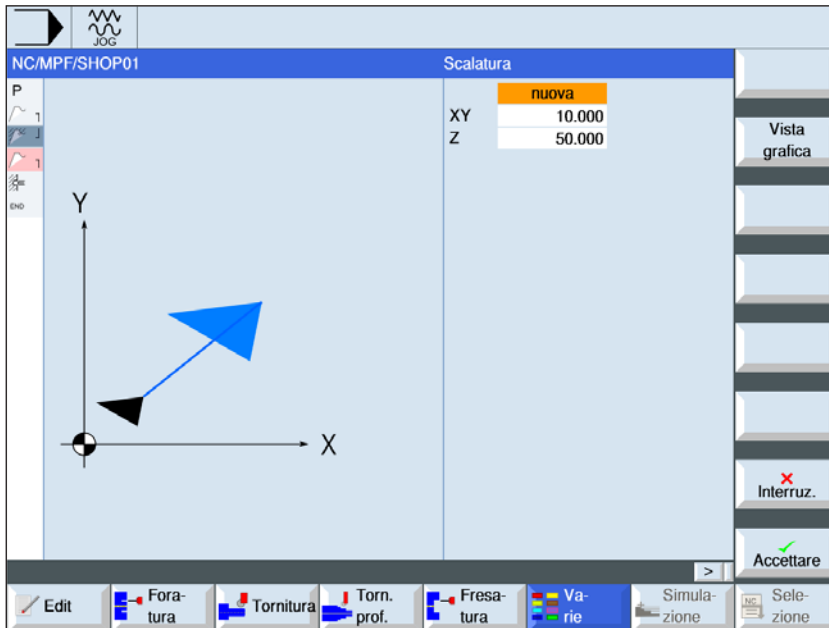 JOG
NC/MPF/SHOP01
Scalatura
P
nuova
XY 10.000
Z 50.000
END
Y
X
Vista
grafica
Interruz.
Accettare
>
Edit
Fora-
tura
Tornitura
Torn.
prof.
Fresa-
tura
Va-
rie
Simula-
zione
NC
Sele-
zione